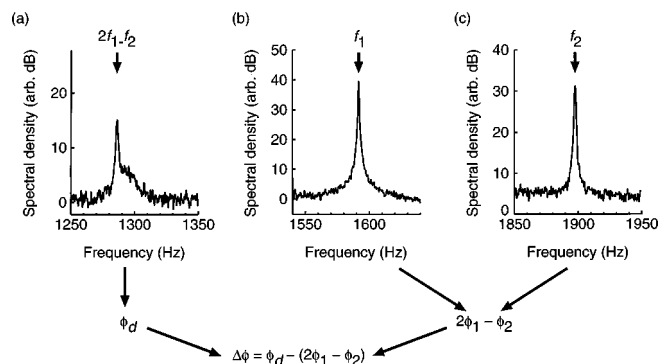 (a)
2f1-f2
Spectral density (arb. dB)
20
10
0
1250
1300
1350
Frequency (Hz)
(b)
f1
Spectral density (arb. dB)
50
40
30
20
10
0
1550
1600
Frequency (Hz)
(c)
f2
Spectral density (arb. dB)
40
30
20
10
0
1850
1900
1950
Frequency (Hz)
ϕd
2ϕ1 − ϕ2
Δϕ = ϕd − (2ϕ1 − ϕ2)